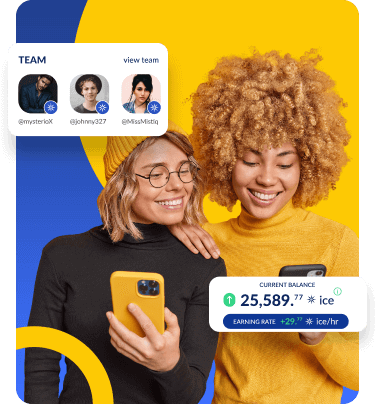 TEAM view team
@mysterioX @johnny327 @MissMistiq
CURRENT BALANCE
25,589.77 ice
EARNING RATE +29.77 ice/hr